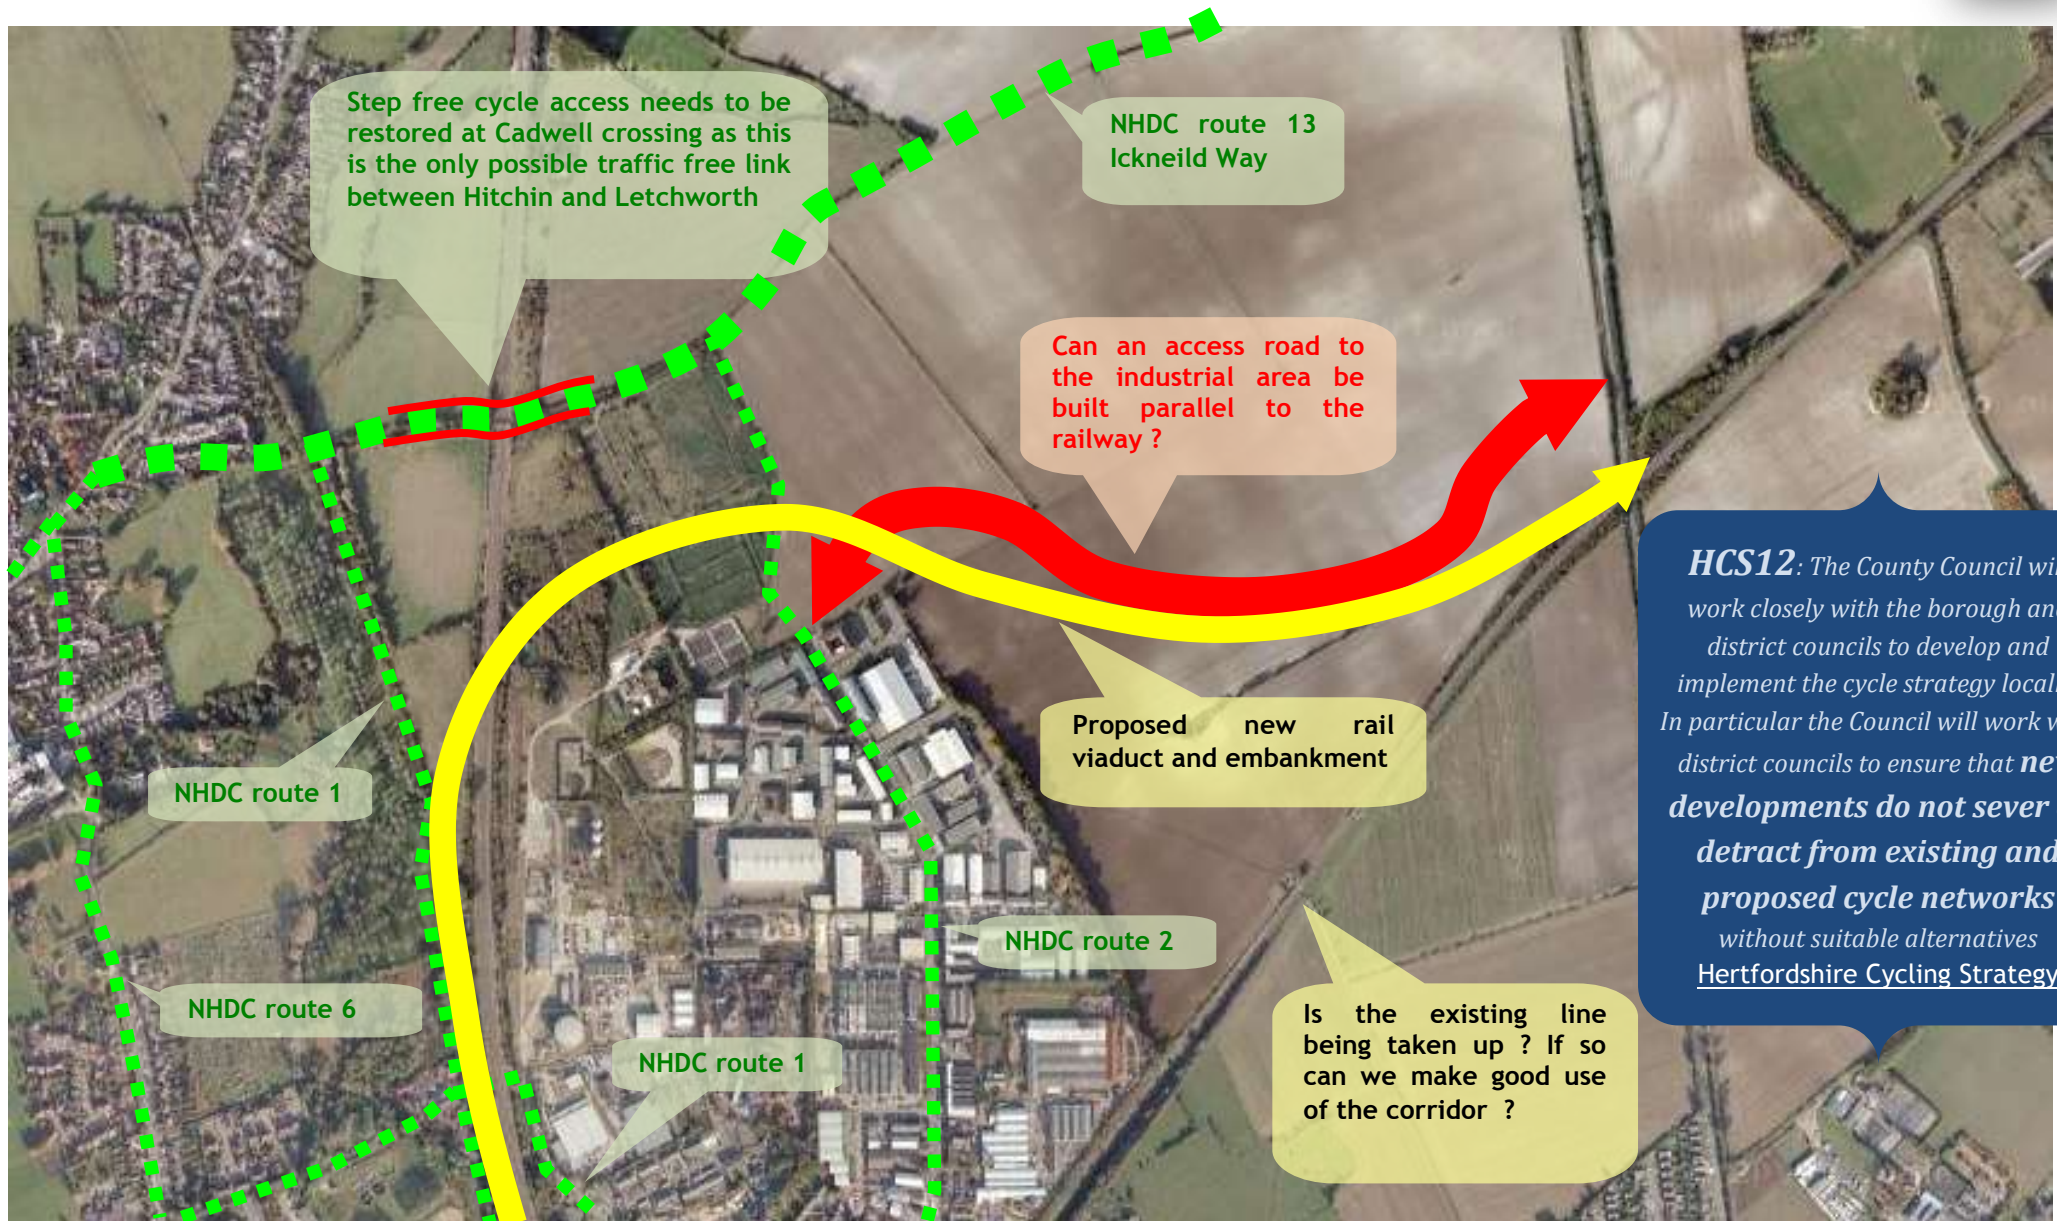 Step free cycle access needs to be
restored at Cadwell crossing as this
is the only possible traffic free link
between Hitchin and Letchworth
NHDC route 13
Ickneild Way
Can an access road to
the industrial area be
built parallel to the
railway ?
HCS12: The County Council
work closely with the borough
district councils to develop and
implement the cycle strategy
In particular the Council will work
district councils to ensure that
developments do not sever
detract from existing and
proposed cycle networks
without suitable alternatives
Hertfordshire Cycling Strategy
Proposed new rail
viaduct and embankment
NHDC route 1
NHDC route 2
NHDC route 6
Is the existing line
being taken up ? If so
can we make good use
of the corridor ?
NHDC route 1